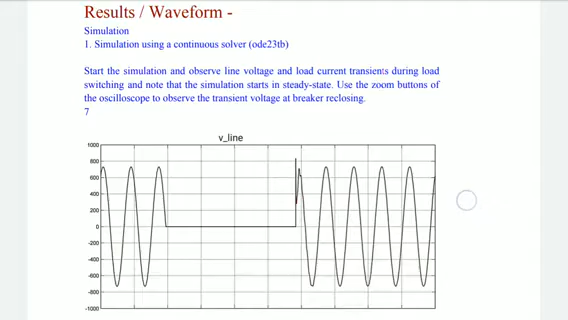 Results / Waveform -
Simulation
1. Simulation using a continuous solver (ode23tb)
Start the simulation and observe line voltage and load current transients during load
switching and note that the simulation starts in steady-state. Use the zoom buttons of
the oscilloscope to observe the transient voltage at breaker reclosing.
7
v_line
1000
800
600
400
200
0
-200
-400
-600
-800
-1000